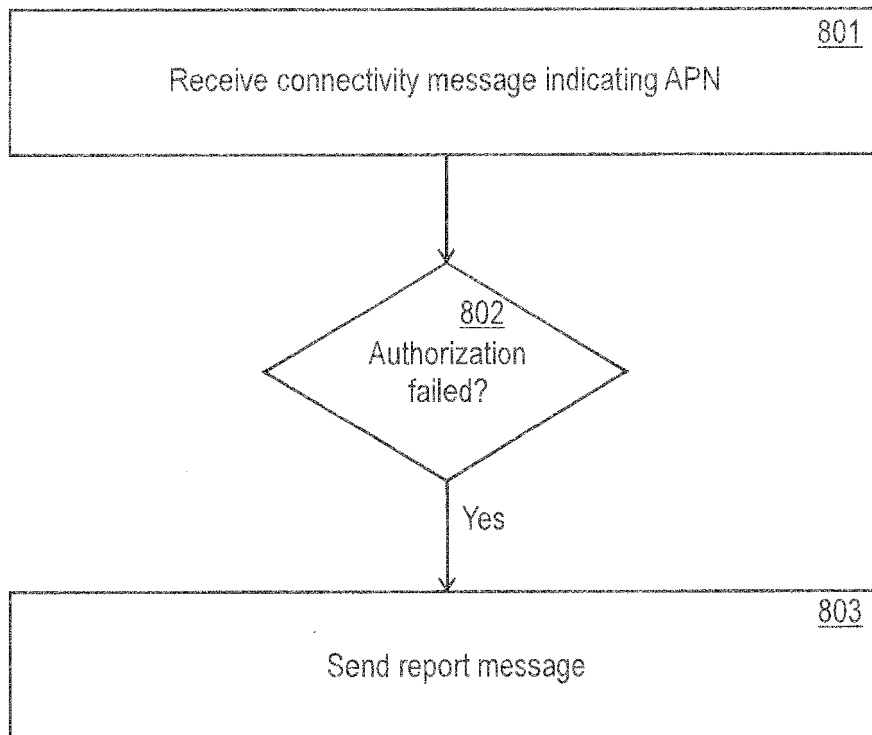 801
Receive connectivity message indicating APN
802
Authorization
failed?
Yes
803
Send report message